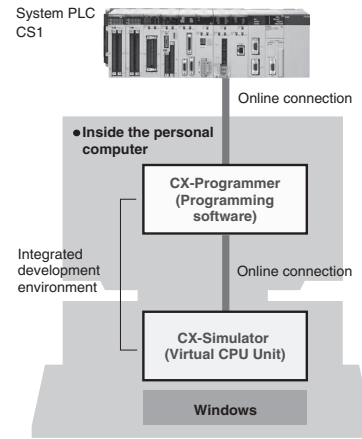 System PLC
CS1
Online connection
●Inside the personal
computer
CX-Programmer
(Programming
software)
Integrated
development
environment
Online connection
CX-Simulator
(Virtual CPU Unit)
Windows